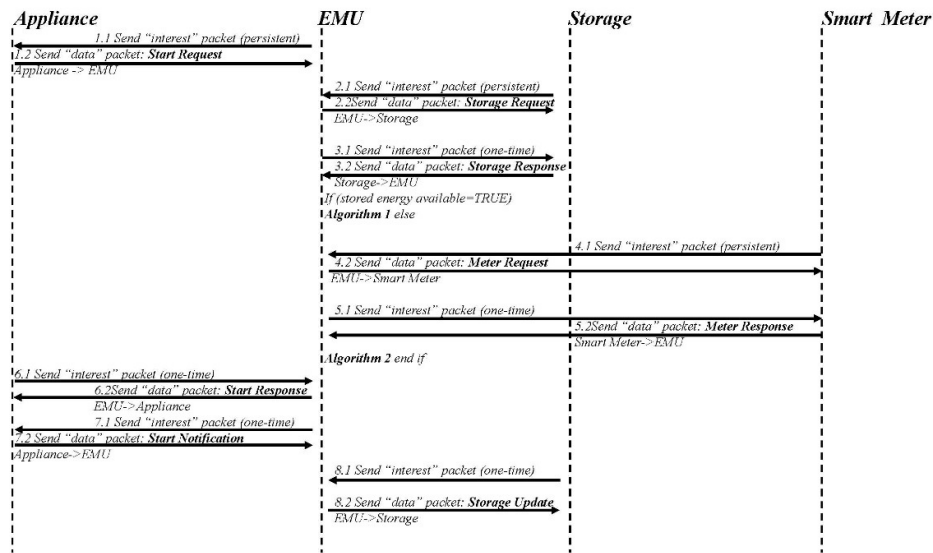 Appliance EMU Storage Smart Meter
1.1 Send “interest” packet (persistent)
1.2 Send “data” packet: Start Request
Appliance -> EMU
2.1 Send “interest” packet (persistent)
2.2Send “data” packet: Storage Request
EMU->Storage
3.1 Send “interest” packet (one-time)
3.2 Send “data” packet: Storage Response
Storage->EMU
If (stored energy available=TRUE)
Algorithm 1 else
4.1 Send “interest” packet (persistent)
4.2 Send “data” packet: Meter Request
EMU->Smart Meter
5.1 Send “interest” packet (one-time)
5.2Send “data” packet: Meter Response
Smart Meter->EMU
Algorithm 2 end if
6.1 Send “interest” packet (one-time)
6.2Send “data” packet: Start Response
EMU->Appliance
7.1 Send “interest” packet (one-time)
7.2 Send “data” packet: Start Notification
Appliance->EMU
8.1 Send “interest” packet (one-time)
8.2 Send “data” packet: Storage Update
EMU->Storage